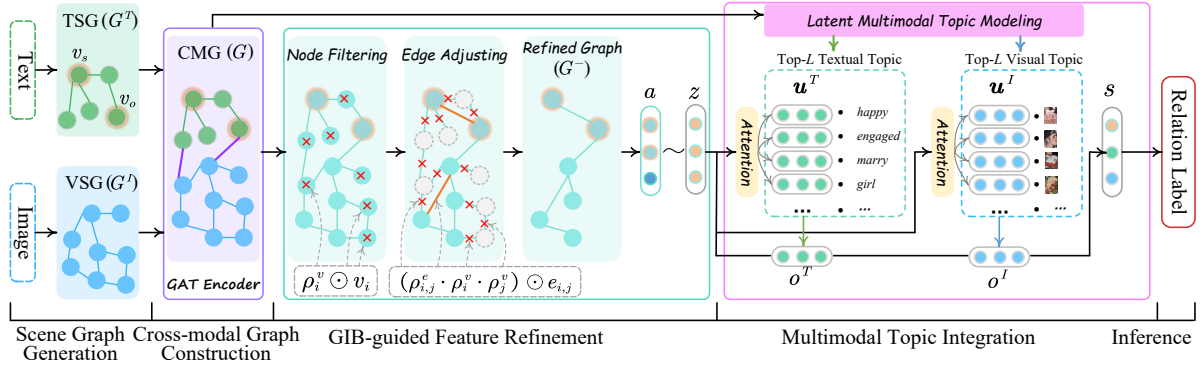 Text
Image
TSG (G^T)
v_s
v_o
VSG (G^I)
CMG (G)
GAT Encoder
Node Filtering
Edge Adjusting
Refined Graph
(G^-)
ρ_i^v ⊙ v_i
(ρ_{i,j}^e · ρ_i^v · ρ_j^v) ⊙ e_{i,j}
a
∼
z
Latent Multimodal Topic Modeling
Top-L Textual Topic
u^T
Attention
• happy
• engaged
• marry
• girl
... • ...
o^T
Top-L Visual Topic
u^I
Attention
•
•
•
•
... • ...
o^I
s
Relation Label
Scene Graph
Generation
Cross-modal Graph
Construction
GIB-guided Feature Refinement
Multimodal Topic Integration
Inference